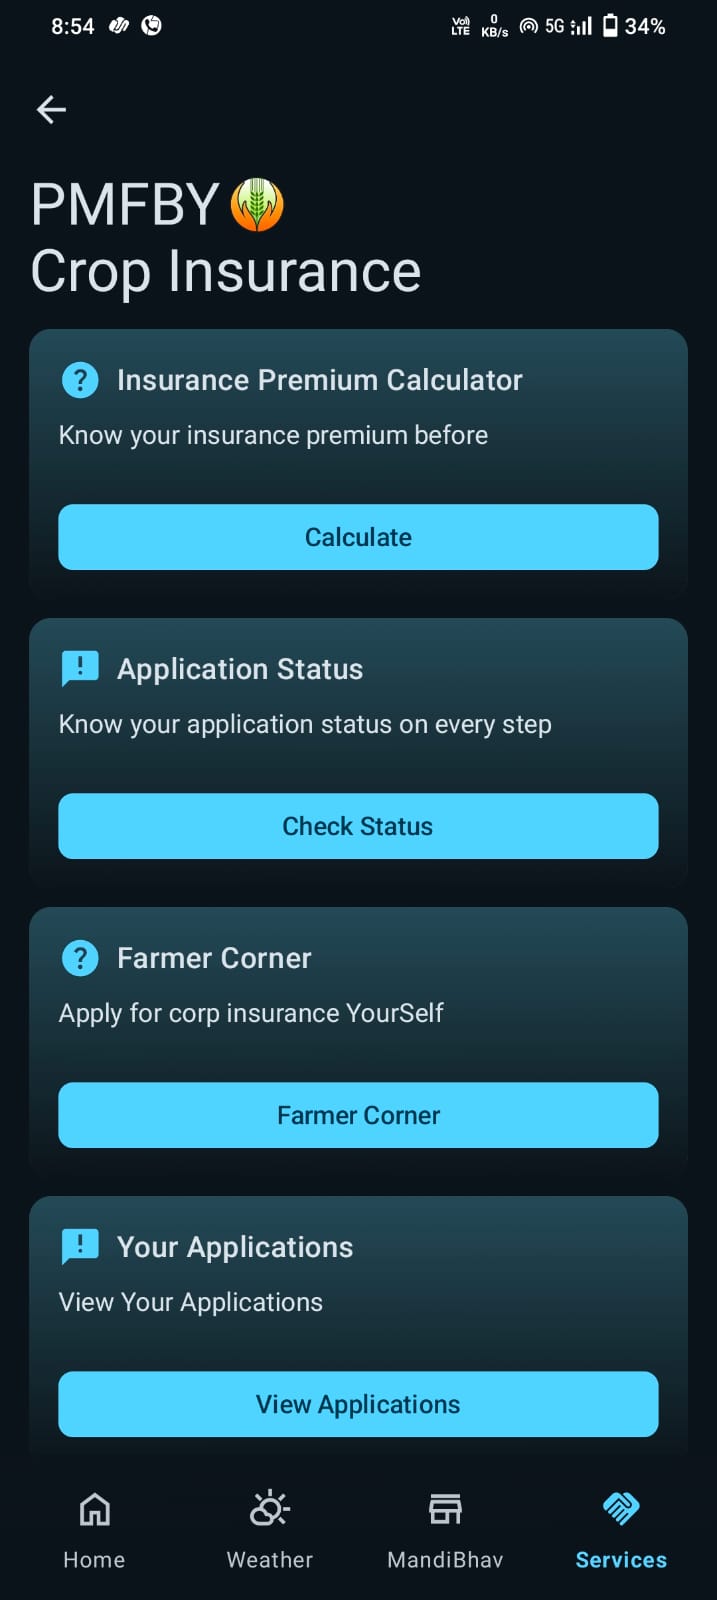 8:54 Vo) LTE 0 KB/s 5G 34%
PMFBY
Crop Insurance
Insurance Premium Calculator
Know your insurance premium before
Calculate
Application Status
Know your application status on every step
Check Status
Farmer Corner
Apply for corp insurance YourSelf
Farmer Corner
Your Applications
View Your Applications
View Applications
Home Weather MandiBhav Services